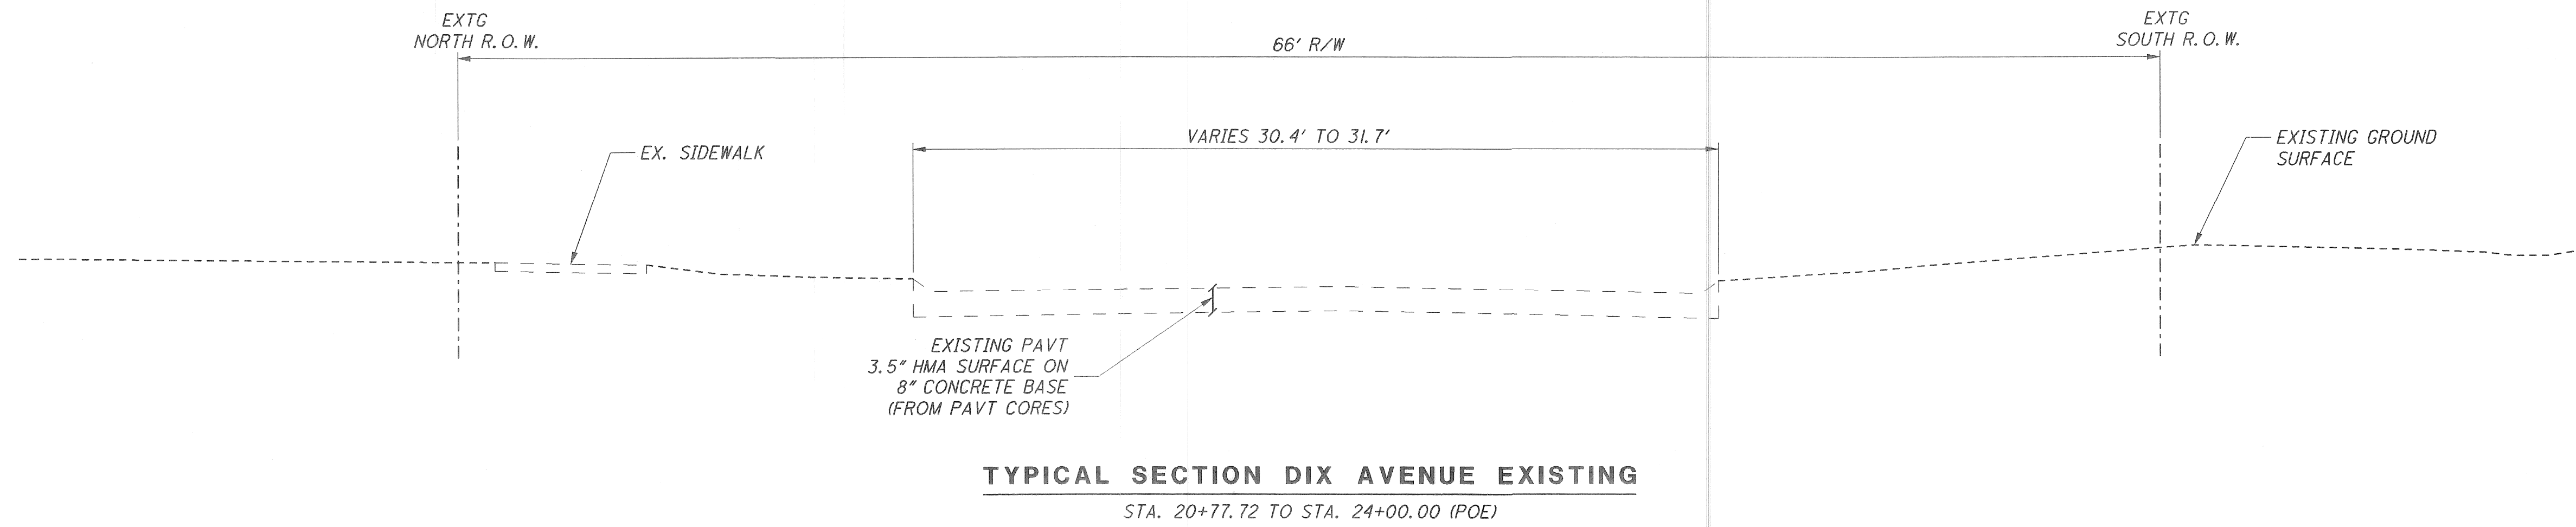 EXTG
NORTH R.O.W.
66' R/W
EXTG
SOUTH R.O.W.
VARIES 30.4' TO 31.7'
EX. SIDEWALK
EXISTING GROUND
SURFACE
EXISTING PAVT
3.5" HMA SURFACE ON
8" CONCRETE BASE
(FROM PAVT CORES)
TYPICAL SECTION DIX AVENUE EXISTING
STA. 20+77.72 TO STA. 24+00.00 (POE)